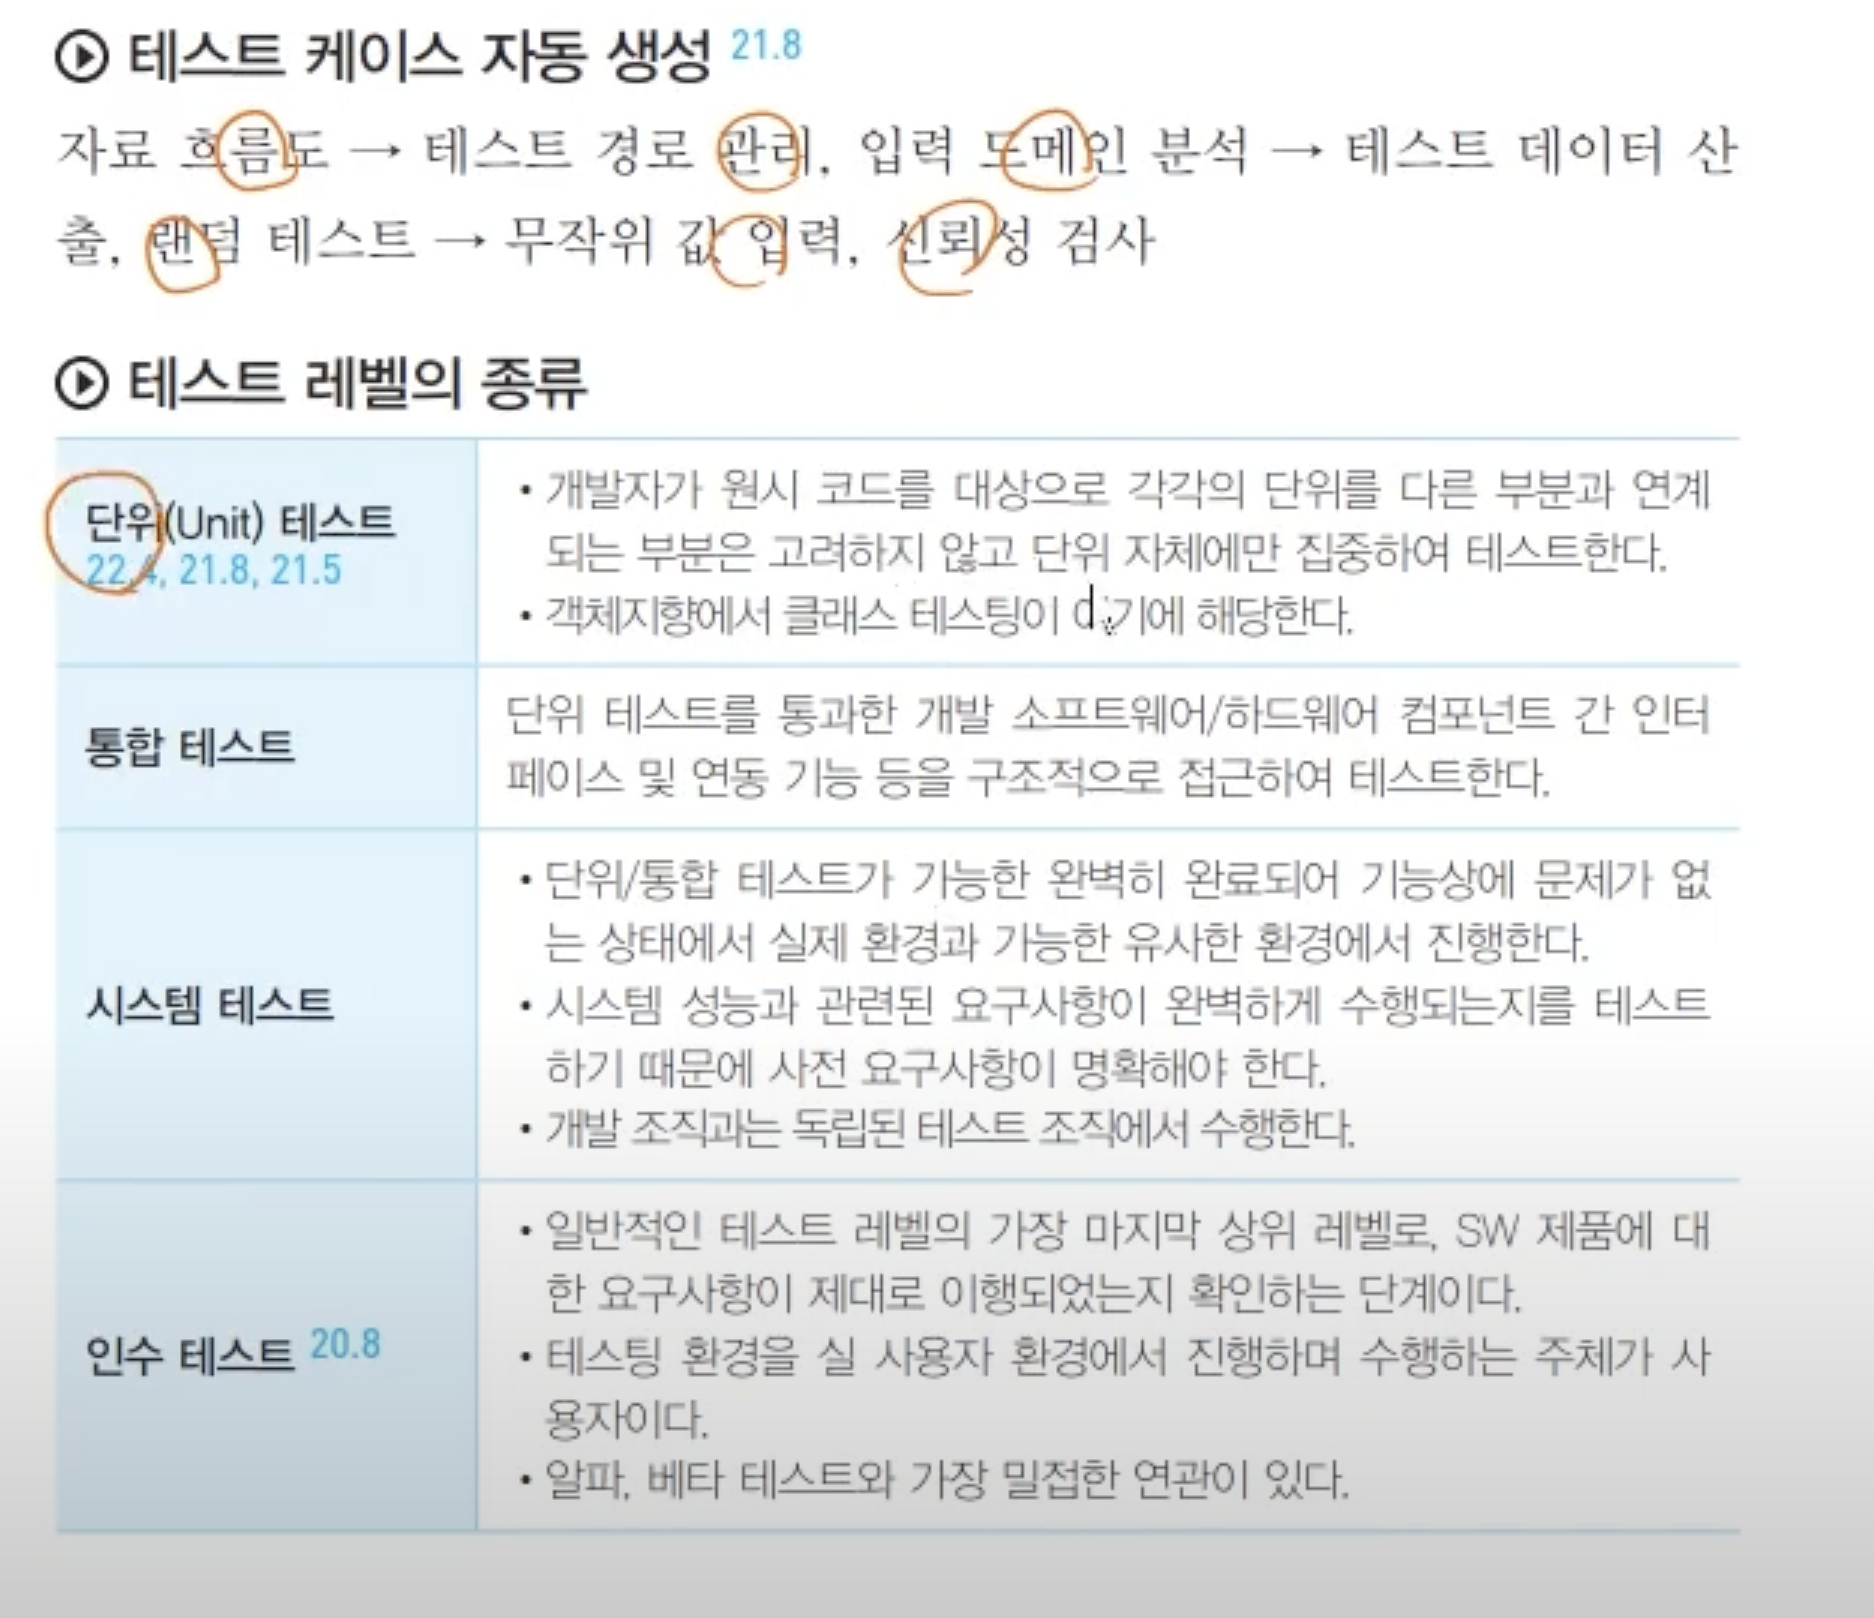 테스트 케이스 자동 생성 21.8
자료 흐름도 → 테스트 경로 관리, 입력 도메인 분석 → 테스트 데이터 산
출, 랜덤 테스트 → 무작위 값 입력, 신뢰성 검사
테스트 레벨의 종류
단위(Unit) 테스트
22.4, 21.8, 21.5
• 개발자가 원시 코드를 대상으로 각각의 단위를 다른 부분과 연계
되는 부분은 고려하지 않고 단위 자체에만 집중하여 테스트한다.
• 객체지향에서 클래스 테스팅이 여기에 해당한다.
통합 테스트
단위 테스트를 통과한 개발 소프트웨어/하드웨어 컴포넌트 간 인터
페이스 및 연동 기능 등을 구조적으로 접근하여 테스트한다.
시스템 테스트
• 단위/통합 테스트가 가능한 완벽히 완료되어 기능상에 문제가 없
는 상태에서 실제 환경과 가능한 유사한 환경에서 진행한다.
• 시스템 성능과 관련된 요구사항이 완벽하게 수행되는지를 테스트
하기 때문에 사전 요구사항이 명확해야 한다.
• 개발 조직과는 독립된 테스트 조직에서 수행한다.
인수 테스트 20.8
• 일반적인 테스트 레벨의 가장 마지막 상위 레벨로, SW 제품에 대
한 요구사항이 제대로 이행되었는지 확인하는 단계이다.
• 테스팅 환경을 실 사용자 환경에서 진행하며 수행하는 주체가 사
용자이다.
• 알파, 베타 테스트와 가장 밀접한 연관이 있다.